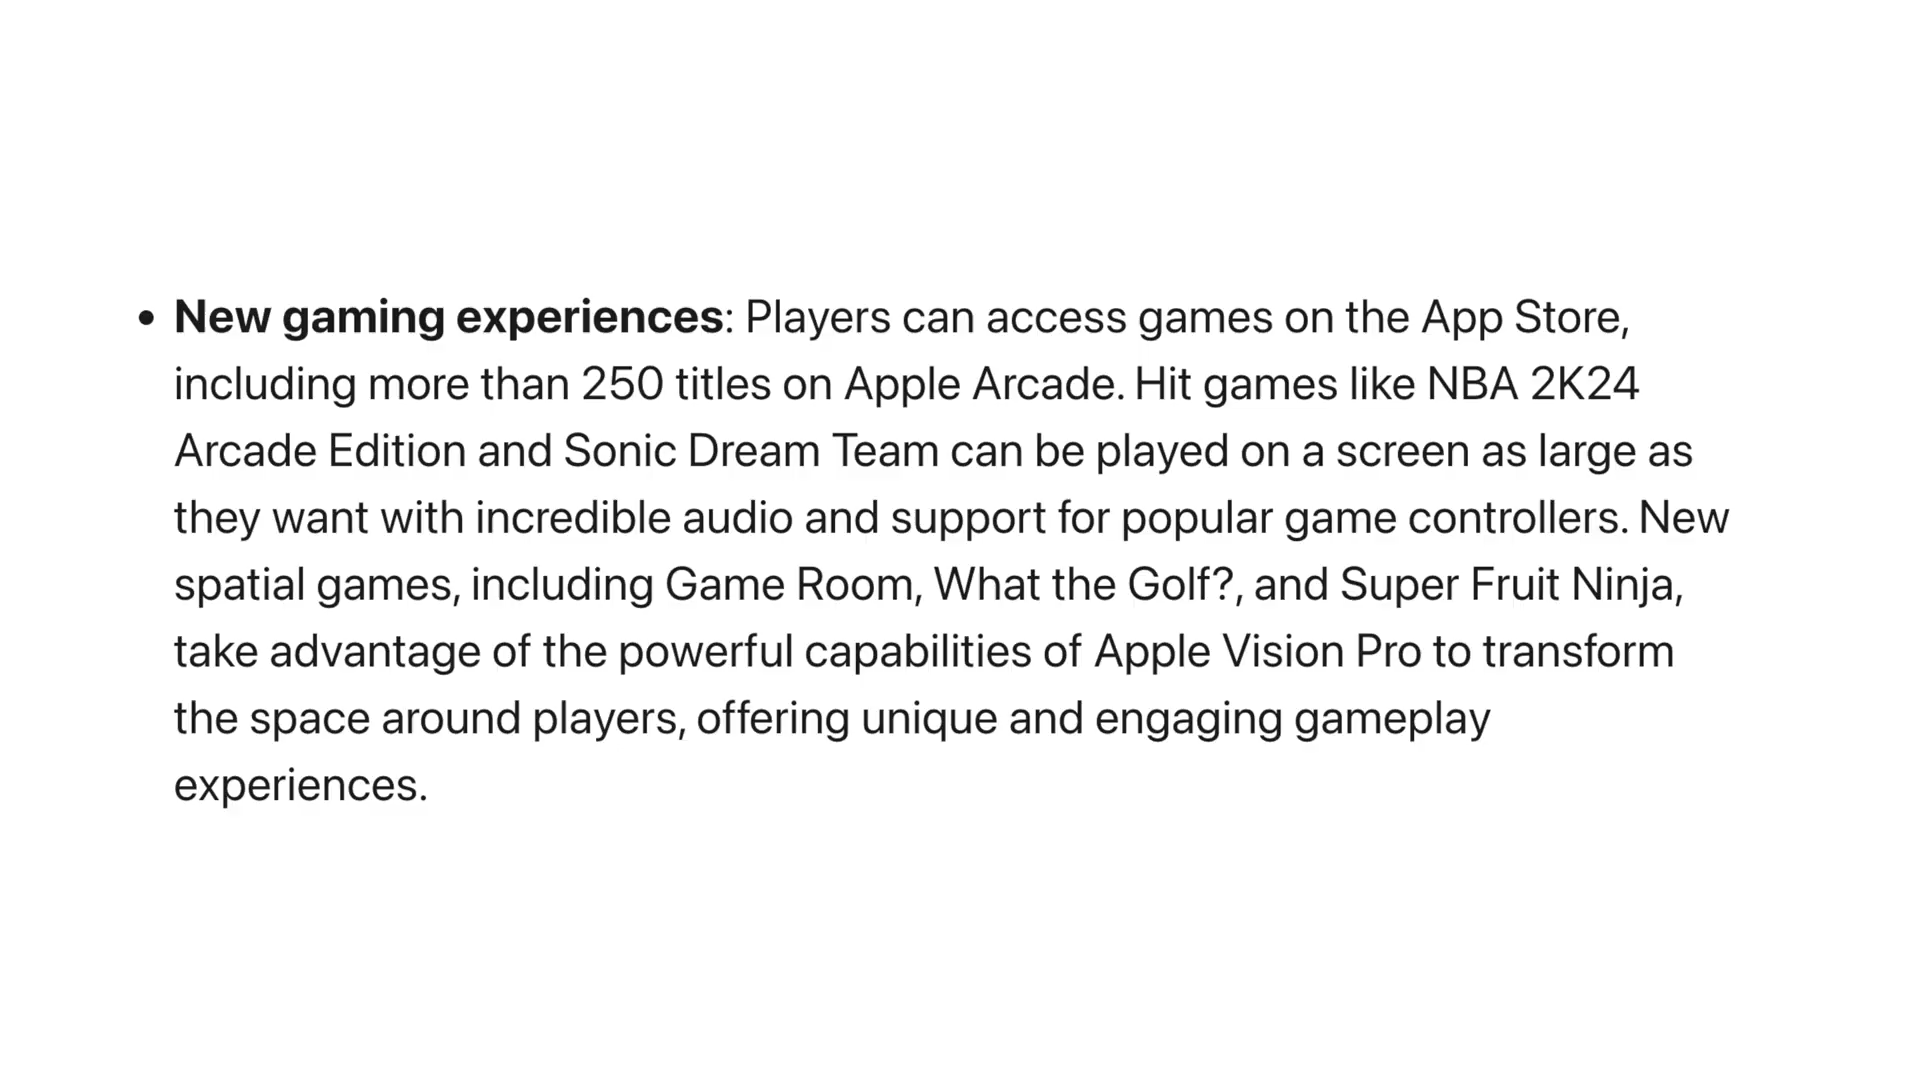 • New gaming experiences: Players can access games on the App Store,
including more than 250 titles on Apple Arcade. Hit games like NBA 2K24
Arcade Edition and Sonic Dream Team can be played on a screen as large as
they want with incredible audio and support for popular game controllers. New
spatial games, including Game Room, What the Golf?, and Super Fruit Ninja,
take advantage of the powerful capabilities of Apple Vision Pro to transform
the space around players, offering unique and engaging gameplay
experiences.